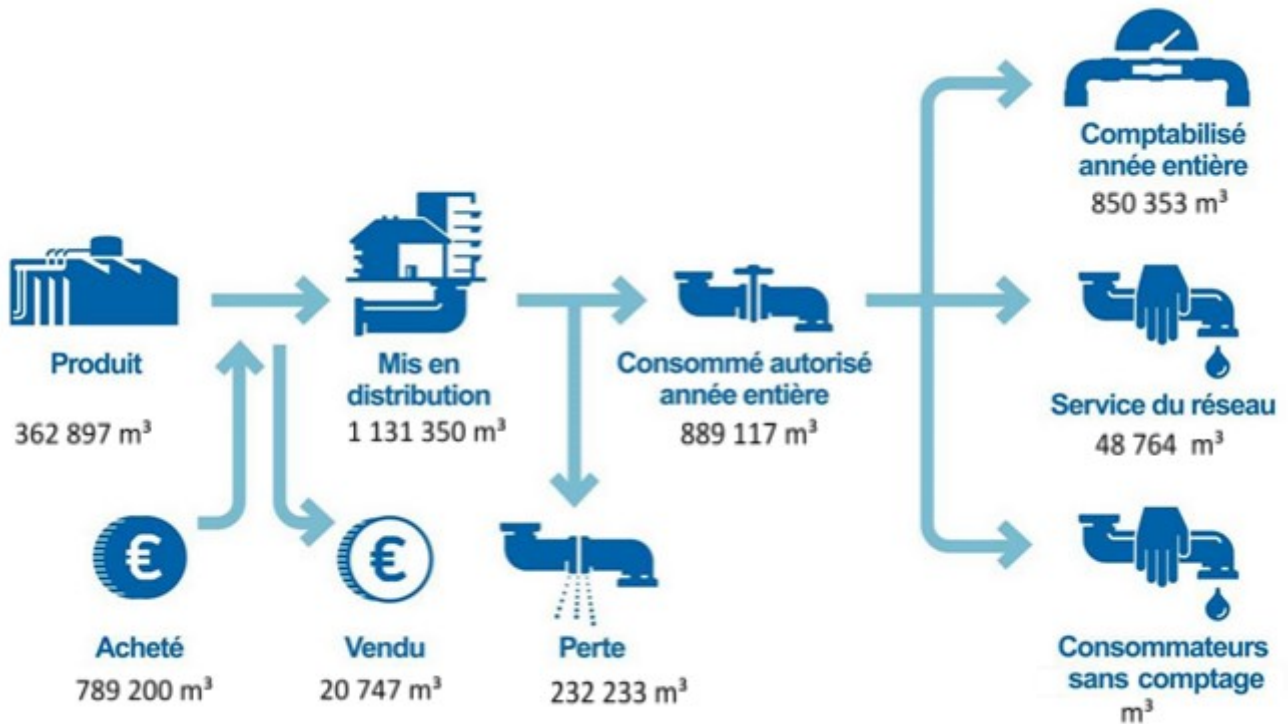 Comptabilisé
année entière
850 353 m³
Produit
362 897 m³
Mis en
distribution
1 131 350 m³
Consommé autorisé
année entière
889 117 m³
Service du réseau
48 764 m³
€
Acheté
789 200 m³
€
Vendu
20 747 m³
Perte
232 233 m³
Consommateurs
sans comptage
m³